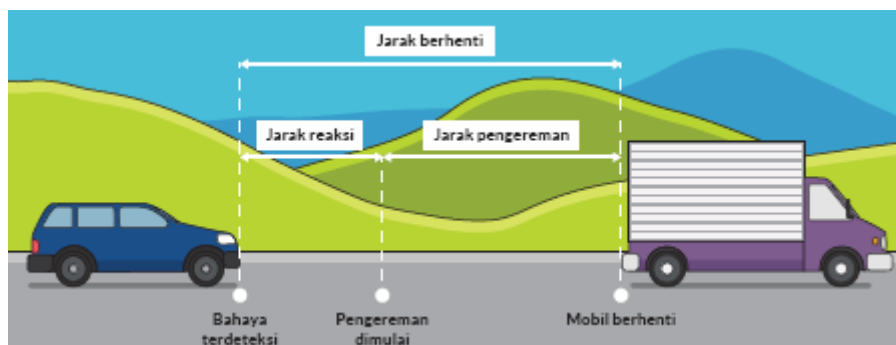 Jarak berhenti
Jarak reaksi
Jarak pengereman
Bahaya
terdeteksi
Pengereman
dimulai
Mobil berhenti